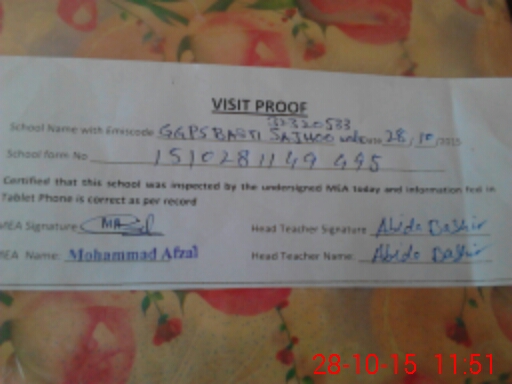 VISIT PROOF
32320533
School Name with Emiscode GGPS BASTI SAJHOO 28/10/2015
School form No 1510281149 495
Certified that this school was inspected by the undersigned MEA today and information fed in
Tablet Phone is correct as per record
MEA Signature Head Teacher Signature Abida Bashir
MEA Name: Mohammad Afzal Head Teacher Name: Abida Bashir
28-10-15 11:51